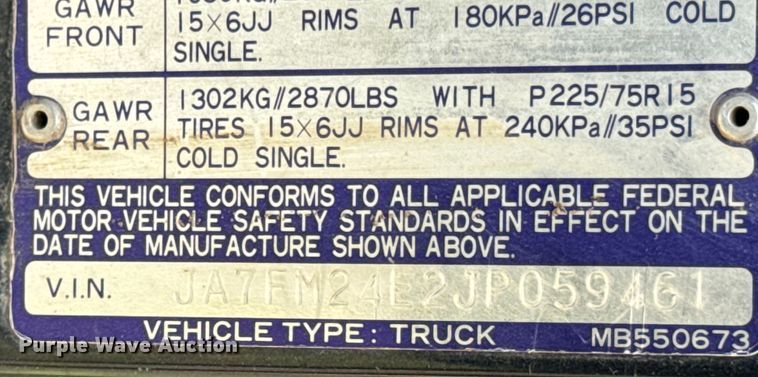 GAWR FRONT
15×6JJ RIMS AT 180KPa//26PSI COLD
SINGLE.
GAWR REAR
1302KG//2870LBS WITH P225/75R15
TIRES 15×6JJ RIMS AT 240KPa//35PSI
COLD SINGLE.
THIS VEHICLE CONFORMS TO ALL APPLICABLE FEDERAL
MOTOR VEHICLE SAFETY STANDARDS IN EFFECT ON THE
DATE OF MANUFACTURE SHOWN ABOVE.
V.I.N. JA7FM24E2JP059461
VEHICLE TYPE: TRUCK MB550673
Purple Wave Auction